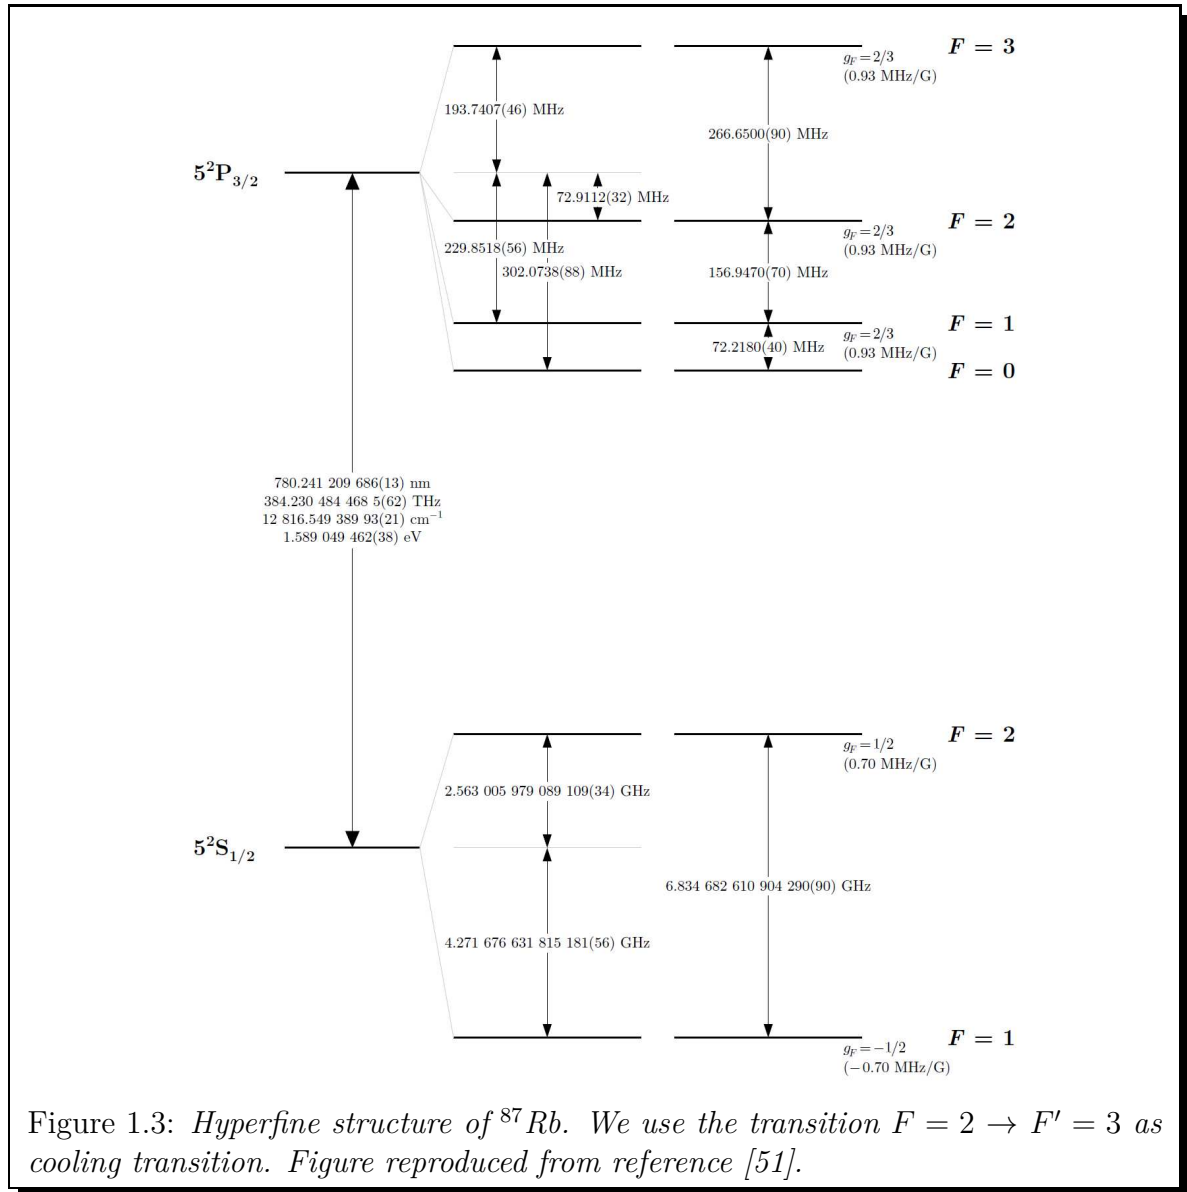 F = 3
g_F = 2/3
(0.93 MHz/G)
193.7407(46) MHz
266.6500(90) MHz
5²P₃/₂
72.9112(32) MHz
F = 2
g_F = 2/3
(0.93 MHz/G)
229.8518(56) MHz
302.0738(88) MHz
156.9470(70) MHz
F = 1
g_F = 2/3
(0.93 MHz/G)
72.2180(40) MHz
F = 0
780.241 209 686(13) nm
384.230 484 468 5(62) THz
12 816.549 389 93(21) cm⁻¹
1.589 049 462(38) eV
F = 2
g_F = 1/2
(0.70 MHz/G)
2.563 005 979 089 109(34) GHz
5²S₁/₂
6.834 682 610 904 290(90) GHz
4.271 676 631 815 181(56) GHz
F = 1
g_F = −1/2
(−0.70 MHz/G)
Figure 1.3: Hyperfine structure of ⁸⁷Rb. We use the transition F = 2 → F′ = 3 as
cooling transition. Figure reproduced from reference [51].